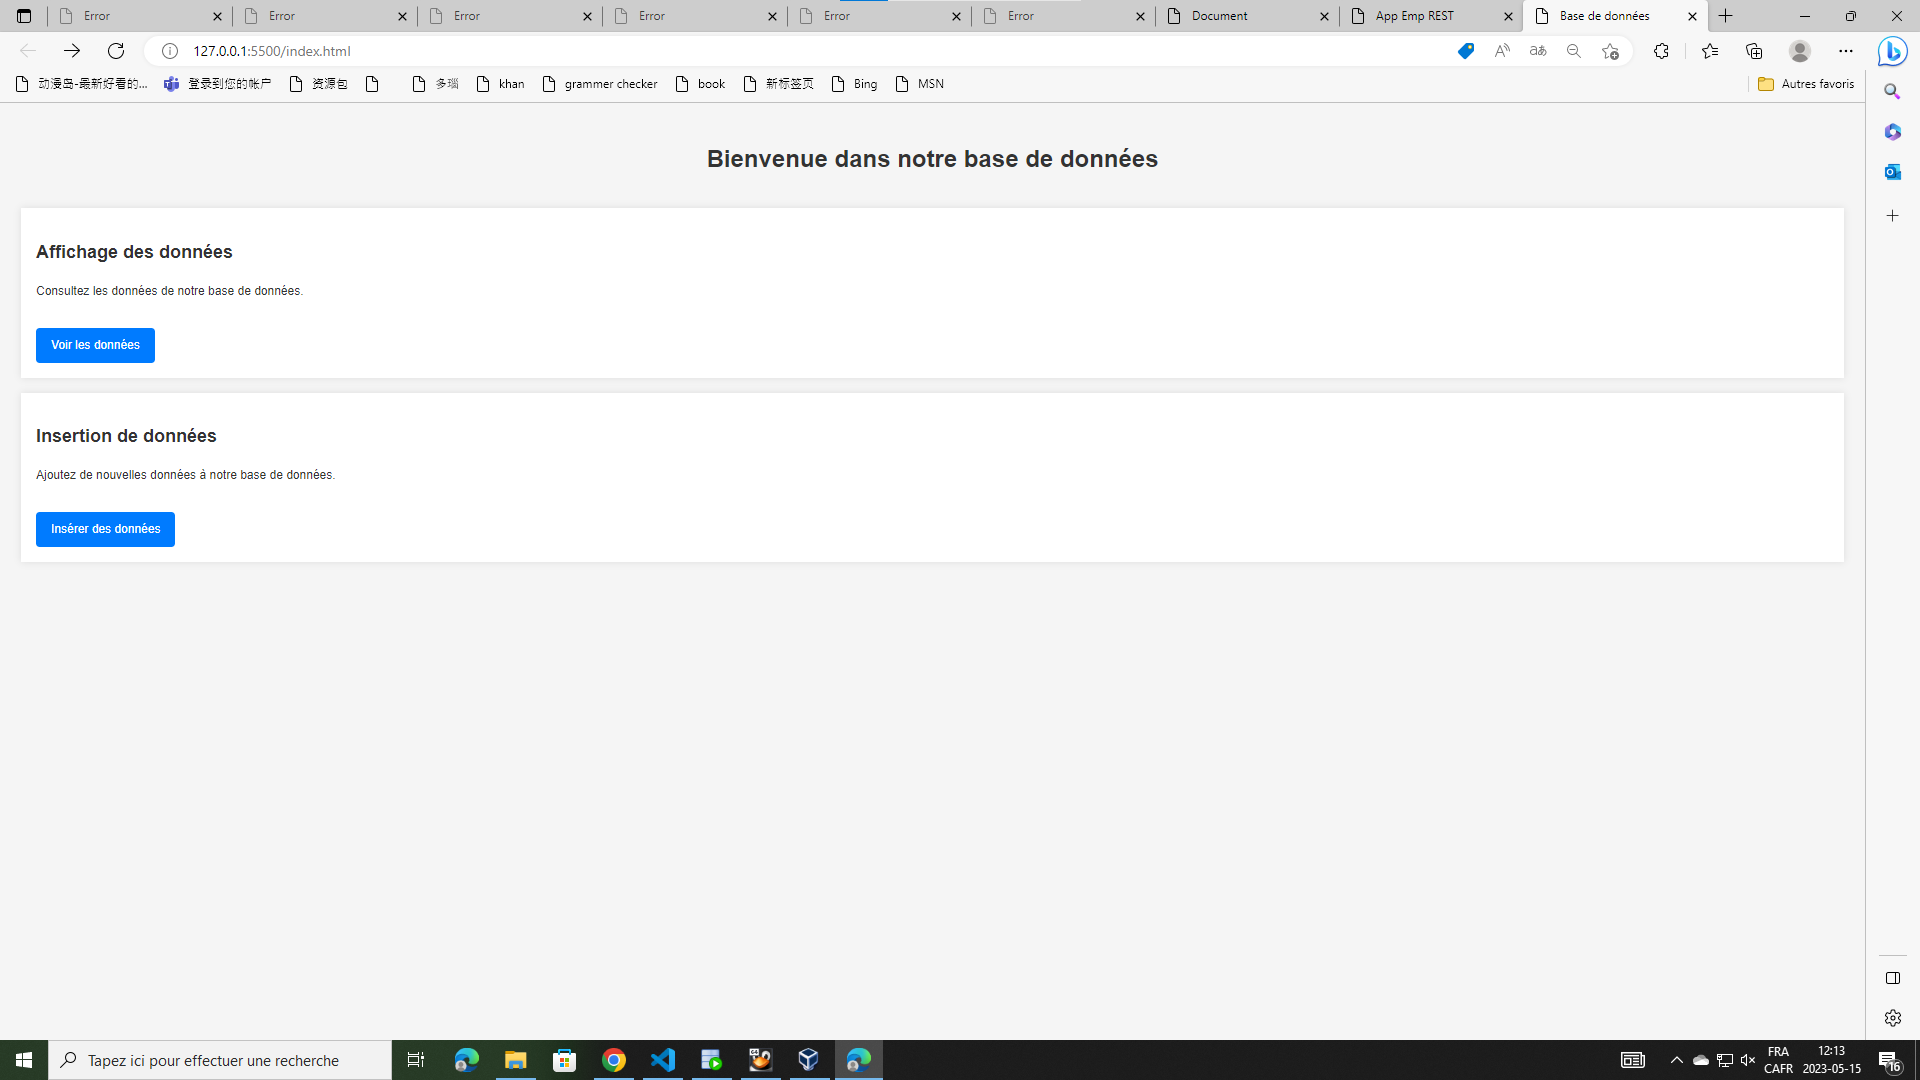 Error
Error
Error
Error
Error
Error
Document
App Emp REST
Base de données
127.0.0.1:5500/index.html
动漫岛-最新好看的...
登录到您的帐户
资源包
多瑙
khan
grammer checker
book
新标签页
Bing
MSN
Autres favoris
Bienvenue dans notre base de données
Affichage des données
Consultez les données de notre base de données.
Voir les données
Insertion de données
Ajoutez de nouvelles données à notre base de données.
Insérer des données
Tapez ici pour effectuer une recherche
FRA
CAFR
12:13
2023-05-15
16